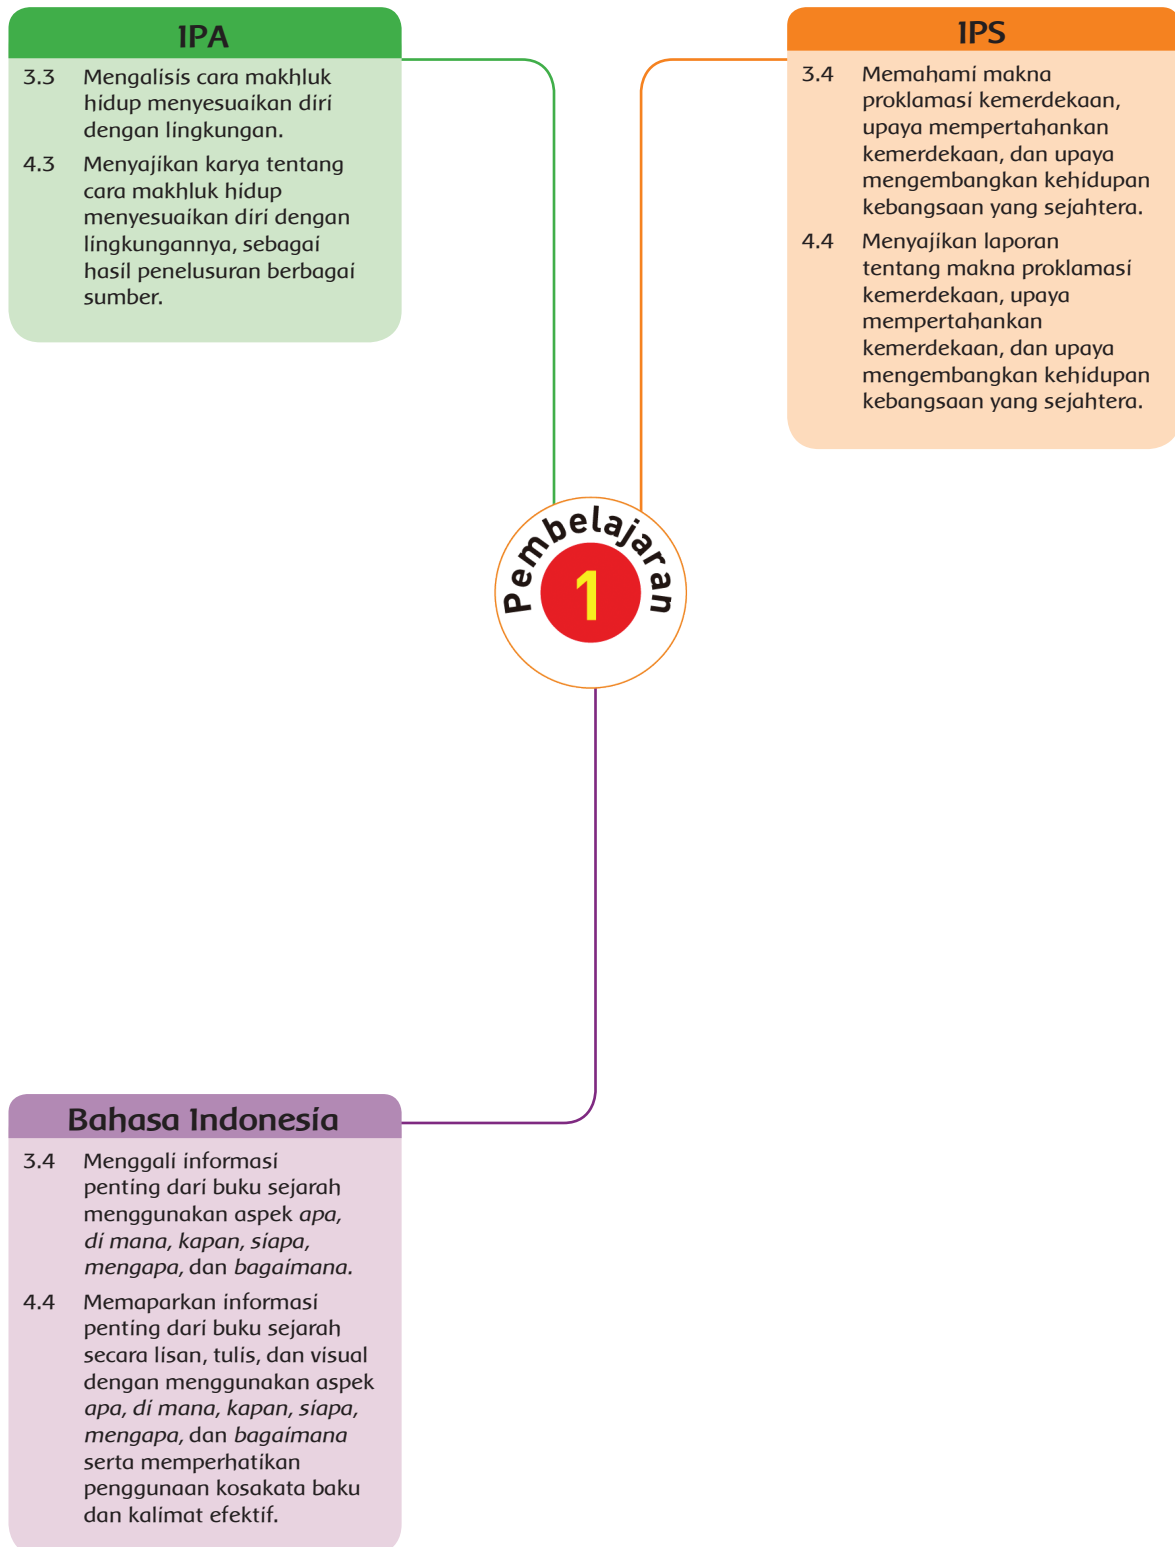 IPA
3.3 Mengalisis cara makhluk
hidup menyesuaikan diri
dengan lingkungan.
4.3 Menyajikan karya tentang
cara makhluk hidup
menyesuaikan diri dengan
lingkungannya, sebagai
hasil penelusuran berbagai
sumber.
IPS
3.4 Memahami makna
proklamasi kemerdekaan,
upaya mempertahankan
kemerdekaan, dan upaya
mengembangkan kehidupan
kebangsaan yang sejahtera.
4.4 Menyajikan laporan
tentang makna proklamasi
kemerdekaan, upaya
mempertahankan
kemerdekaan, dan upaya
mengembangkan kehidupan
kebangsaan yang sejahtera.
Pembelajaran
1
Bahasa Indonesia
3.4 Menggali informasi
penting dari buku sejarah
menggunakan aspek apa,
di mana, kapan, siapa,
mengapa, dan bagaimana.
4.4 Memaparkan informasi
penting dari buku sejarah
secara lisan, tulis, dan visual
dengan menggunakan aspek
apa, di mana, kapan, siapa,
mengapa, dan bagaimana
serta memperhatikan
penggunaan kosakata baku
dan kalimat efektif.